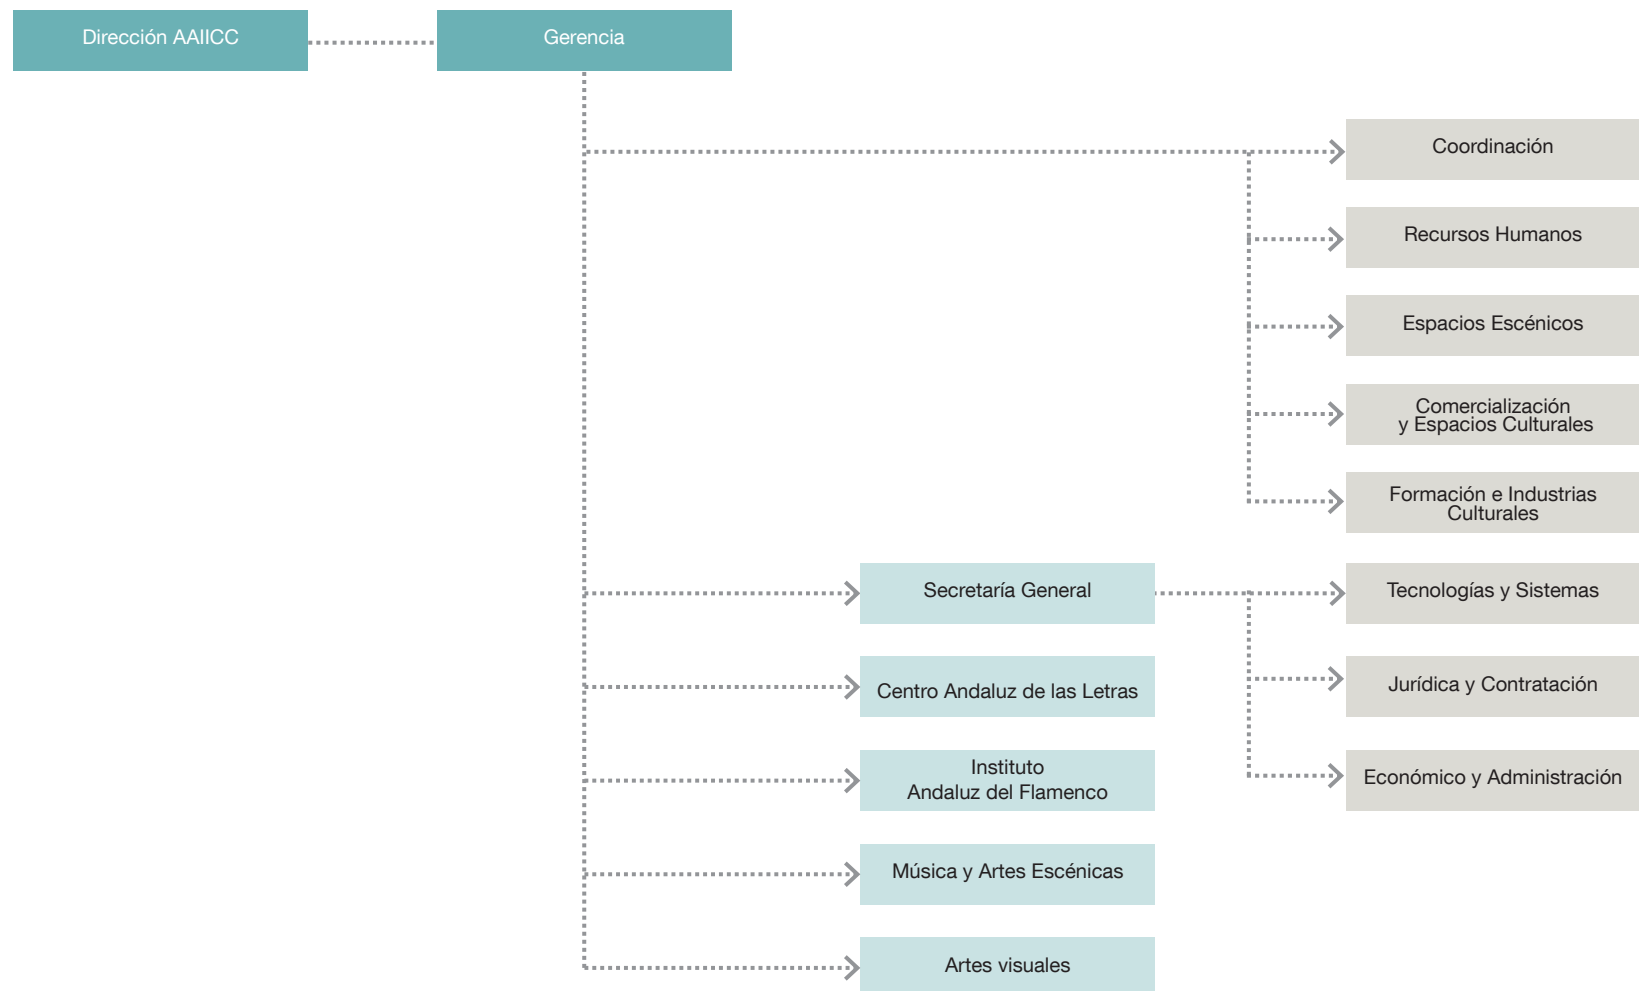 Dirección AAIICC
Gerencia
Coordinación
Recursos Humanos
Espacios Escénicos
Comercialización
y Espacios Culturales
Formación e Industrias
Culturales
Secretaría General
Tecnologías y Sistemas
Centro Andaluz de las Letras
Jurídica y Contratación
Instituto
Andaluz del Flamenco
Económico y Administración
Música y Artes Escénicas
Artes visuales